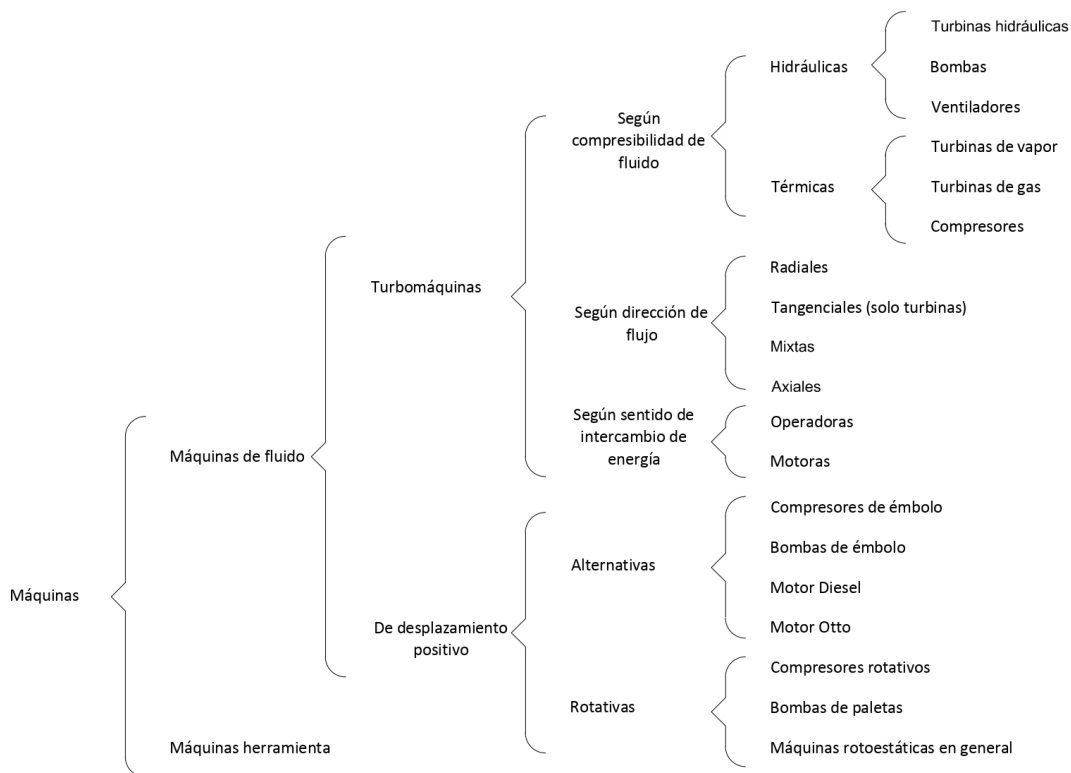 Máquinas
Máquinas de fluido
Turbomáquinas
Según
compresibilidad de
fluido
Hidráulicas
Turbinas hidráulicas
Bombas
Ventiladores
Térmicas
Turbinas de vapor
Turbinas de gas
Compresores
Según dirección de
flujo
Radiales
Tangenciales (solo turbinas)
Mixtas
Axiales
Según sentido de
intercambio de
energía
Operadoras
Motoras
De desplazamiento
positivo
Alternativas
Compresores de émbolo
Bombas de émbolo
Motor Diesel
Motor Otto
Rotativas
Compresores rotativos
Bombas de paletas
Máquinas rotoestáticas en general
Máquinas herramienta